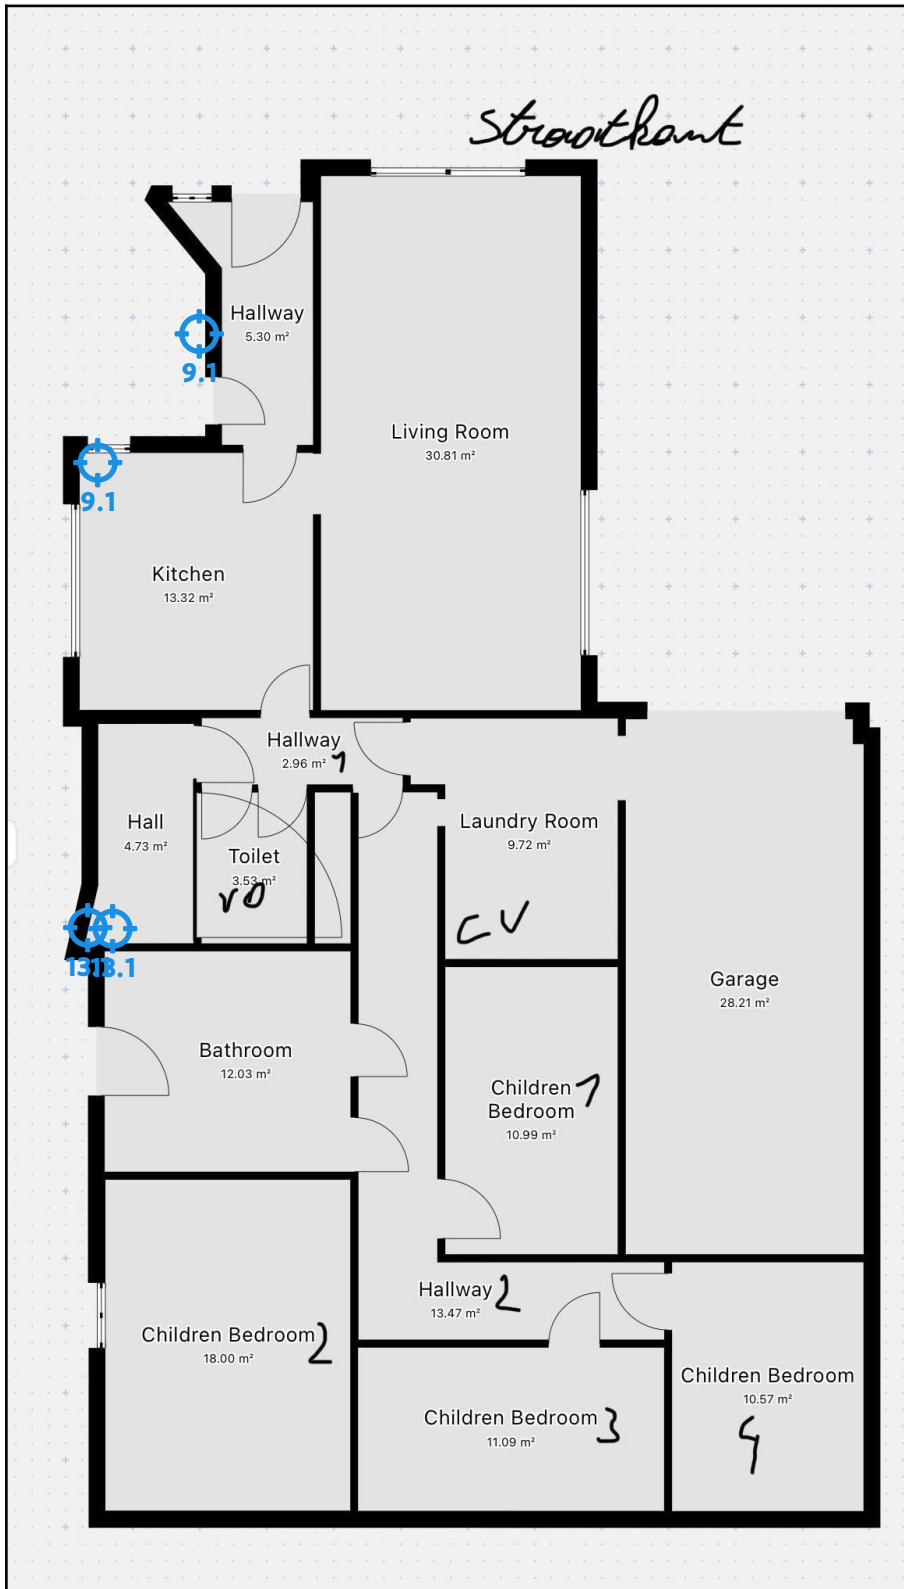 Straatkant
Hallway
5.30 m²
9.1
Living Room
30.81 m²
9.1
Kitchen
13.32 m²
Hallway 1
2.96 m²
Hall
4.73 m²
Laundry Room
9.72 m²
Toilet
3.53 m²
VO
CV
13.1
Garage
28.21 m²
Bathroom
12.03 m²
Children 1
Bedroom
10.99 m²
Hallway 2
13.47 m²
Children Bedroom 2
18.00 m²
Children Bedroom
10.57 m²
4
Children Bedroom 3
11.09 m²